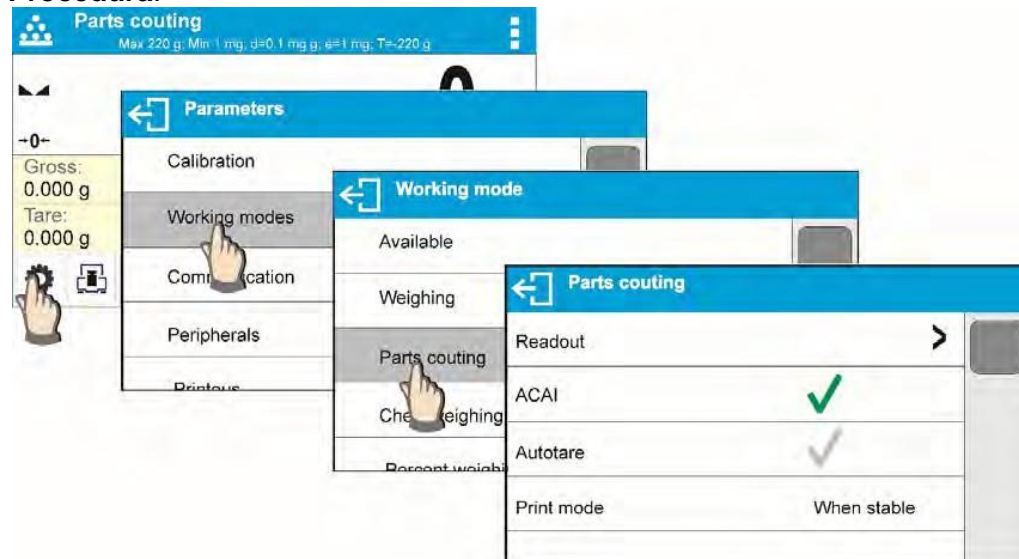 Parts couting
Max 220 g; Min 1 mg; d=0.1 mg g; e=1 mg; T=-220 g
→0←
Gross:
0.000 g
Tare:
0.000 g
Parameters
Calibration
Working modes
Peripherals
Working mode
Available
Weighing
Parts couting
Parts couting
Readout
ACAI
Autotare
Print mode
When stable